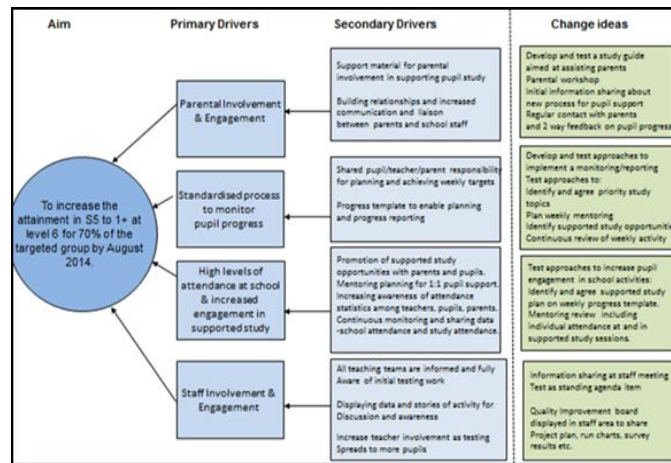 Aim
Primary Drivers
Secondary Drivers
Change ideas
To increase the
attainment in S5 to 1+ at
level 6 for 70% of the
targeted group by August
2014.
Parental Involvement
& Engagement
Support material for parental
involvement in supporting pupil study
Building relationships and increased
communication and liaison
between parents and school staff
Develop and test a study guide
aimed at assisting parents
Parental workshop
Initial information sharing about
new process for pupil support
Regular contact with parents
and 2 way feedback on pupil progress
Standardised process
to monitor
pupil progress
Shared pupil/teacher/parent responsibility
for planning and achieving weekly targets
Progress template to enable planning
and progress reporting
Develop and test approaches to
implement a monitoring/reporting
Test approaches to:
Identify and agree priority study
topics
Plan weekly mentoring
Identify supported study opportunities
Continuous review of weekly activity
High levels of
attendance at school
& increased
engagement in
supported study
Promotion of supported study
opportunities with parents and pupils.
Mentoring planning for 1:1 pupil support.
Increasing awareness of attendance
statistics among teachers, pupils, parents.
Continuous monitoring and sharing data
-school attendance and study attendance.
Test approaches to increase pupil
engagement in school activities:
Identify and agree supported study
plan on weekly progress template.
Mentoring review including
individual attendance at and in
supported study sessions.
Staff Involvement &
Engagement
All teaching teams are informed and fully
Aware of initial testing work
Displaying data and stories of activity for
Discussion and awareness
Increase teacher involvement as testing
Spreads to more pupils
Information sharing at staff meeting
Test as standing agenda item
Quality Improvement board
displayed in staff area to share
Project plan, run charts, survey
results etc.